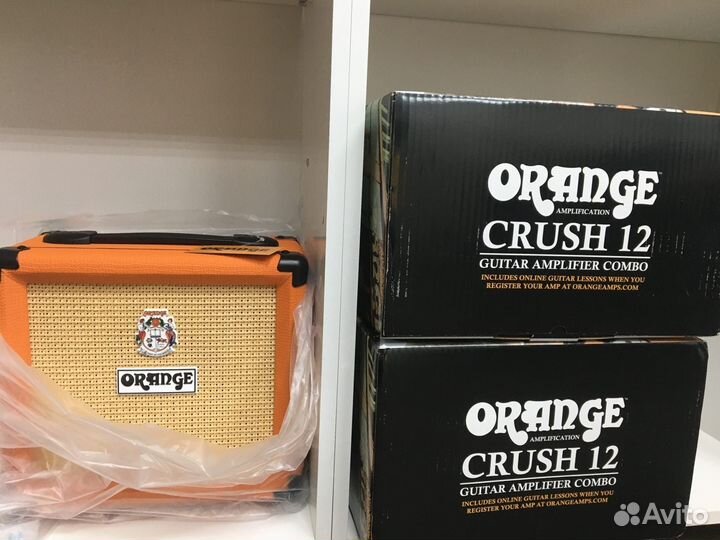 ORANGE
ORANGE
ORANGE™
AMPLIFICATION
CRUSH 12
GUITAR AMPLIFIER COMBO
INCLUDES ONLINE GUITAR LESSONS WHEN YOU
REGISTER YOUR AMP AT ORANGEAMPS.COM
ORANGE™
AMPLIFICATION
CRUSH 12
GUITAR AMPLIFIER COMBO
INCLUDES ONLINE GUITAR LESSONS WHEN YOU
REGISTER YOUR AMP AT ORANGEAMPS.COM
Avito